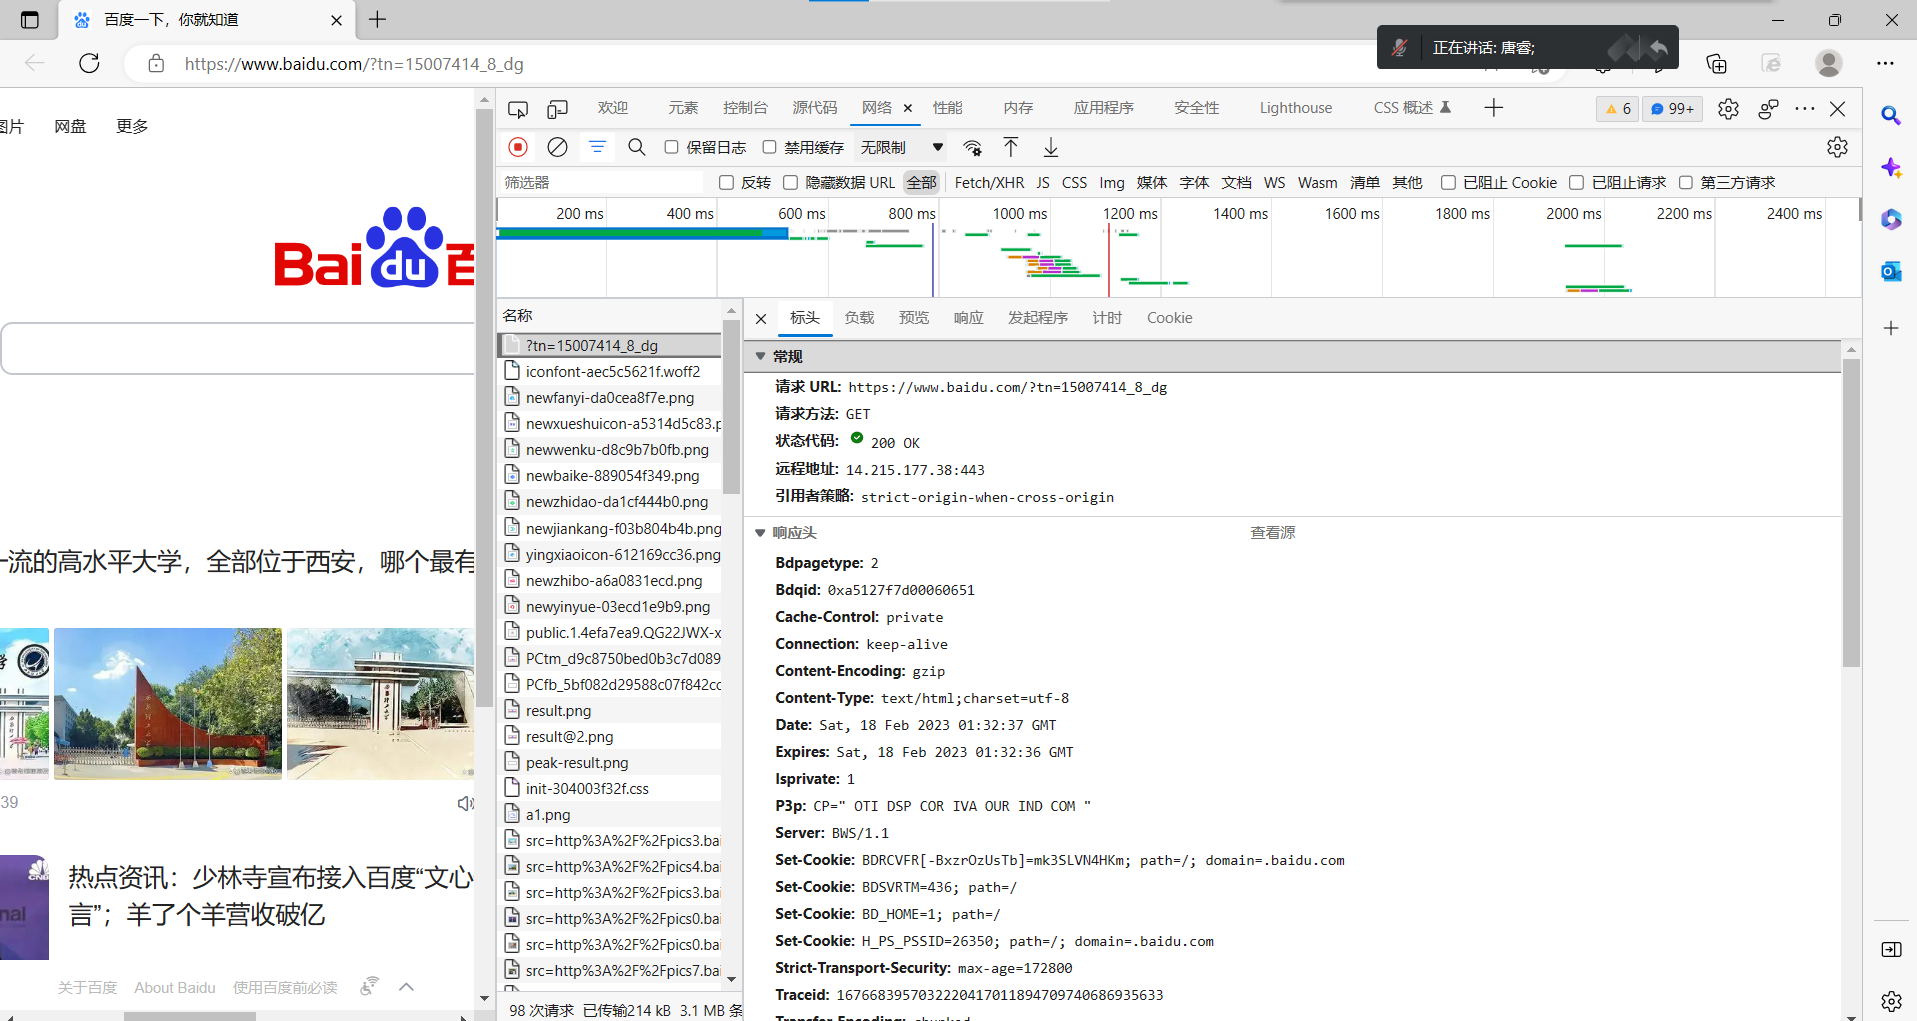 百度一下，你就知道
正在讲话: 唐睿;
https://www.baidu.com/?tn=15007414_8_dg
图片 网盘 更多
欢迎 元素 控制台 源代码 网络 性能 内存 应用程序 安全性 Lighthouse CSS 概述 6 99+
保留日志 禁用缓存 无限制
筛选器 反转 隐藏数据 URL 全部 Fetch/XHR JS CSS Img 媒体 字体 文档 WS Wasm 清单 其他 已阻止 Cookie 已阻止请求 第三方请求
200 ms 400 ms 600 ms 800 ms 1000 ms 1200 ms 1400 ms 1600 ms 1800 ms 2000 ms 2200 ms 2400 ms
Bai du 百
一流的高水平大学，全部位于西安，哪个最有
39
热点资讯：少林寺宣布接入百度“文心
言”；羊了个羊营收破亿
关于百度 About Baidu 使用百度前必读
名称
?tn=15007414_8_dg
iconfont-aec5c5621f.woff2
newfanyi-da0cea8f7e.png
newxueshuicon-a5314d5c83.p
newwenku-d8c9b7b0fb.png
newbaike-889054f349.png
newzhidao-da1cf444b0.png
newjiankang-f03b804b4b.png
yingxiaoicon-612169cc36.png
newzhibo-a6a0831ecd.png
newyinyue-03ecd1e9b9.png
public.1.4efa7ea9.QG22JWX-x
PCtm_d9c8750bed0b3c7d089
PCfb_5bf082d29588c07f842cc
result.png
result@2.png
peak-result.png
init-304003f32f.css
a1.png
src=http%3A%2F%2Fpics3.bai
src=http%3A%2F%2Fpics4.bai
src=http%3A%2F%2Fpics3.bai
src=http%3A%2F%2Fpics0.bai
src=http%3A%2F%2Fpics0.bai
src=http%3A%2F%2Fpics7.bai
98 次请求 已传输214 kB 3.1 MB 条
标头 负载 预览 响应 发起程序 计时 Cookie
常规
请求 URL: https://www.baidu.com/?tn=15007414_8_dg
请求方法: GET
状态代码: 200 OK
远程地址: 14.215.177.38:443
引用者策略: strict-origin-when-cross-origin
响应头 查看源
Bdpagetype: 2
Bdqid: 0xa5127f7d00060651
Cache-Control: private
Connection: keep-alive
Content-Encoding: gzip
Content-Type: text/html;charset=utf-8
Date: Sat, 18 Feb 2023 01:32:37 GMT
Expires: Sat, 18 Feb 2023 01:32:36 GMT
Isprivate: 1
P3p: CP=" OTI DSP COR IVA OUR IND COM "
Server: BWS/1.1
Set-Cookie: BDRCVFR[-BxzrOzUsTb]=mk3SLVN4HKm; path=/; domain=.baidu.com
Set-Cookie: BDSVRTM=436; path=/
Set-Cookie: BD_HOME=1; path=/
Set-Cookie: H_PS_PSSID=26350; path=/; domain=.baidu.com
Strict-Transport-Security: max-age=172800
Traceid: 1676683957032220417011894709740686935633
Transfer-Encoding: chunked